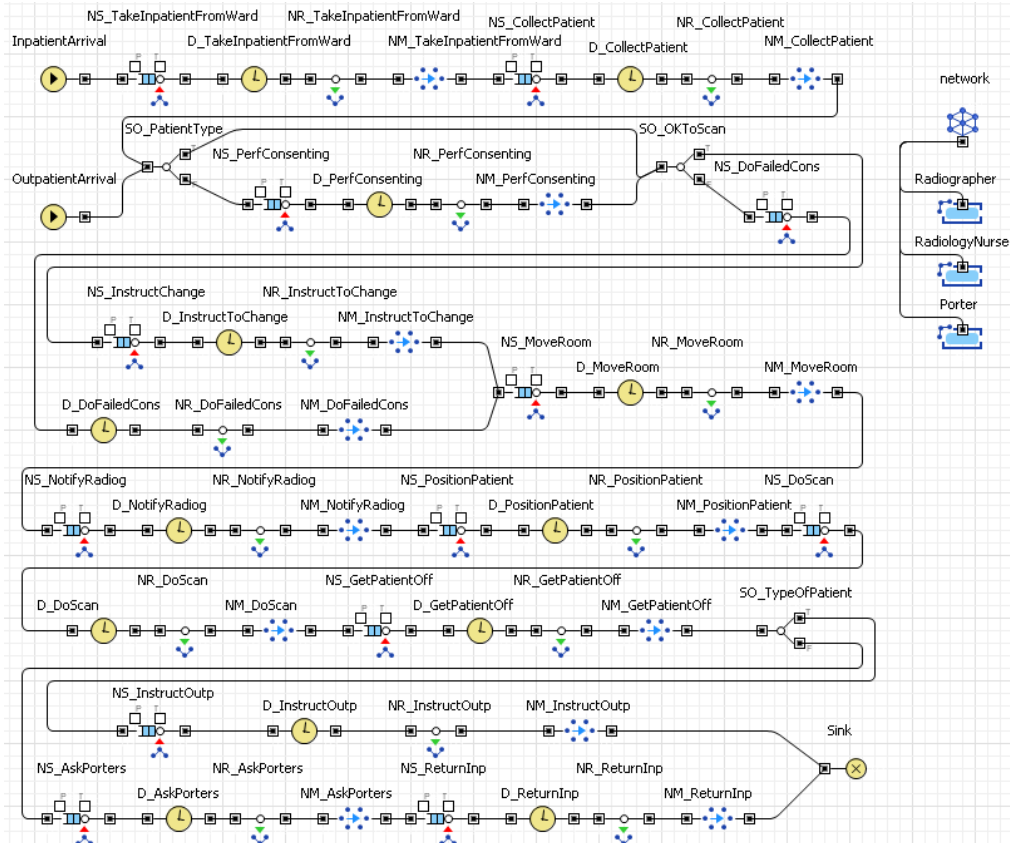 NS_TakeInpatientFromWard
NR_TakeInpatientFromWard
NS_CollectPatient
NR_CollectPatient
InpatientArrival
D_TakeInpatientFromWard
NM_TakeInpatientFromWard
D_CollectPatient
NM_CollectPatient
network
SO_PatientType
SO_OKToScan
NS_PerfConsenting
NR_PerfConsenting
NS_DoFailedCons
OutpatientArrival
D_PerfConsenting
NM_PerfConsenting
Radiographer
RadiologyNurse
NS_InstructChange
NR_InstructToChange
Porter
D_InstructToChange
NM_InstructToChange
NS_MoveRoom
NR_MoveRoom
D_MoveRoom
NM_MoveRoom
D_DoFailedCons
NR_DoFailedCons
NM_DoFailedCons
NS_NotifyRadiog
NR_NotifyRadiog
NS_PositionPatient
NR_PositionPatient
NS_DoScan
D_NotifyRadiog
NM_NotifyRadiog
D_PositionPatient
NM_PositionPatient
NR_DoScan
NS_GetPatientOff
NR_GetPatientOff
SO_TypeOfPatient
D_DoScan
NM_DoScan
D_GetPatientOff
NM_GetPatientOff
NS_InstructOutp
D_InstructOutp
NR_InstructOutp
NM_InstructOutp
Sink
NS_AskPorters
NR_AskPorters
NS_ReturnInp
NR_ReturnInp
D_AskPorters
NM_AskPorters
D_ReturnInp
NM_ReturnInp